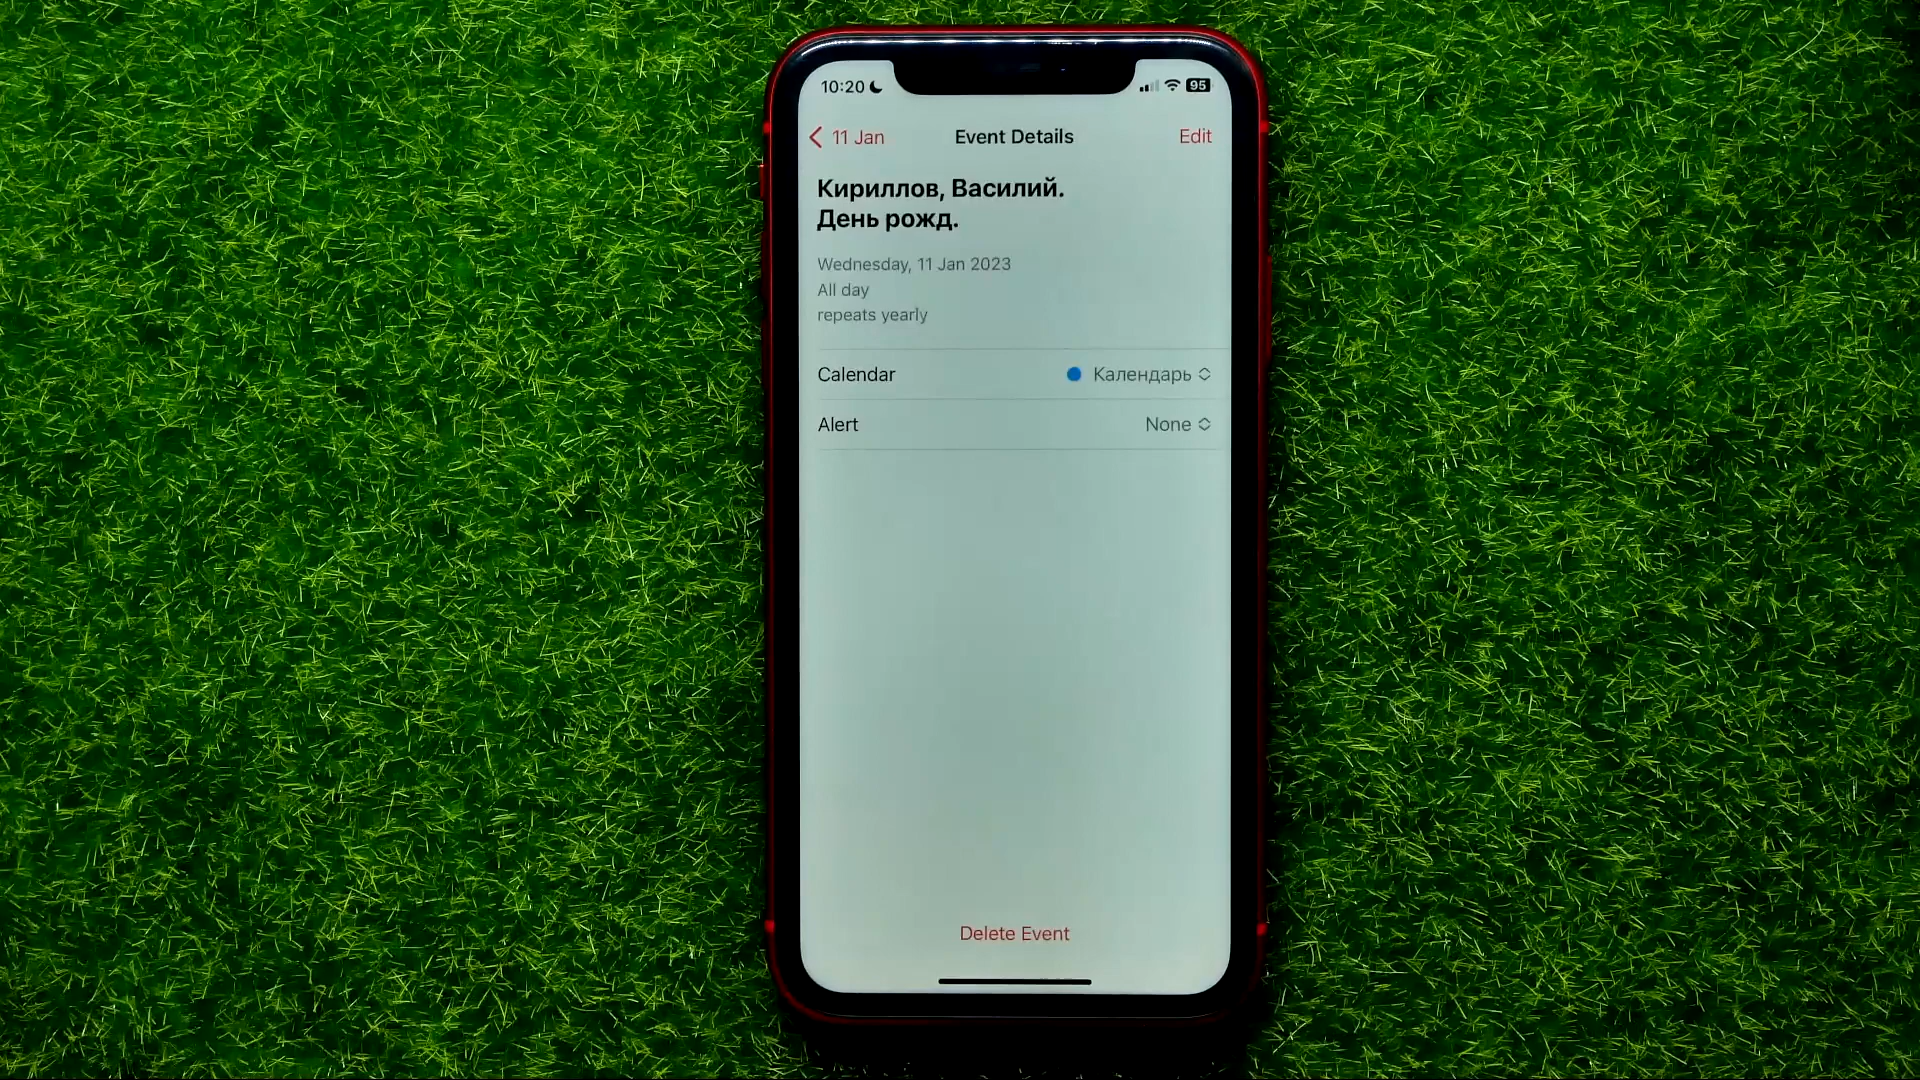 10:20
95
11 Jan Event Details Edit
Кириллов, Василий.
День рожд.
Wednesday, 11 Jan 2023
All day
repeats yearly
Calendar Календарь
Alert None
Delete Event